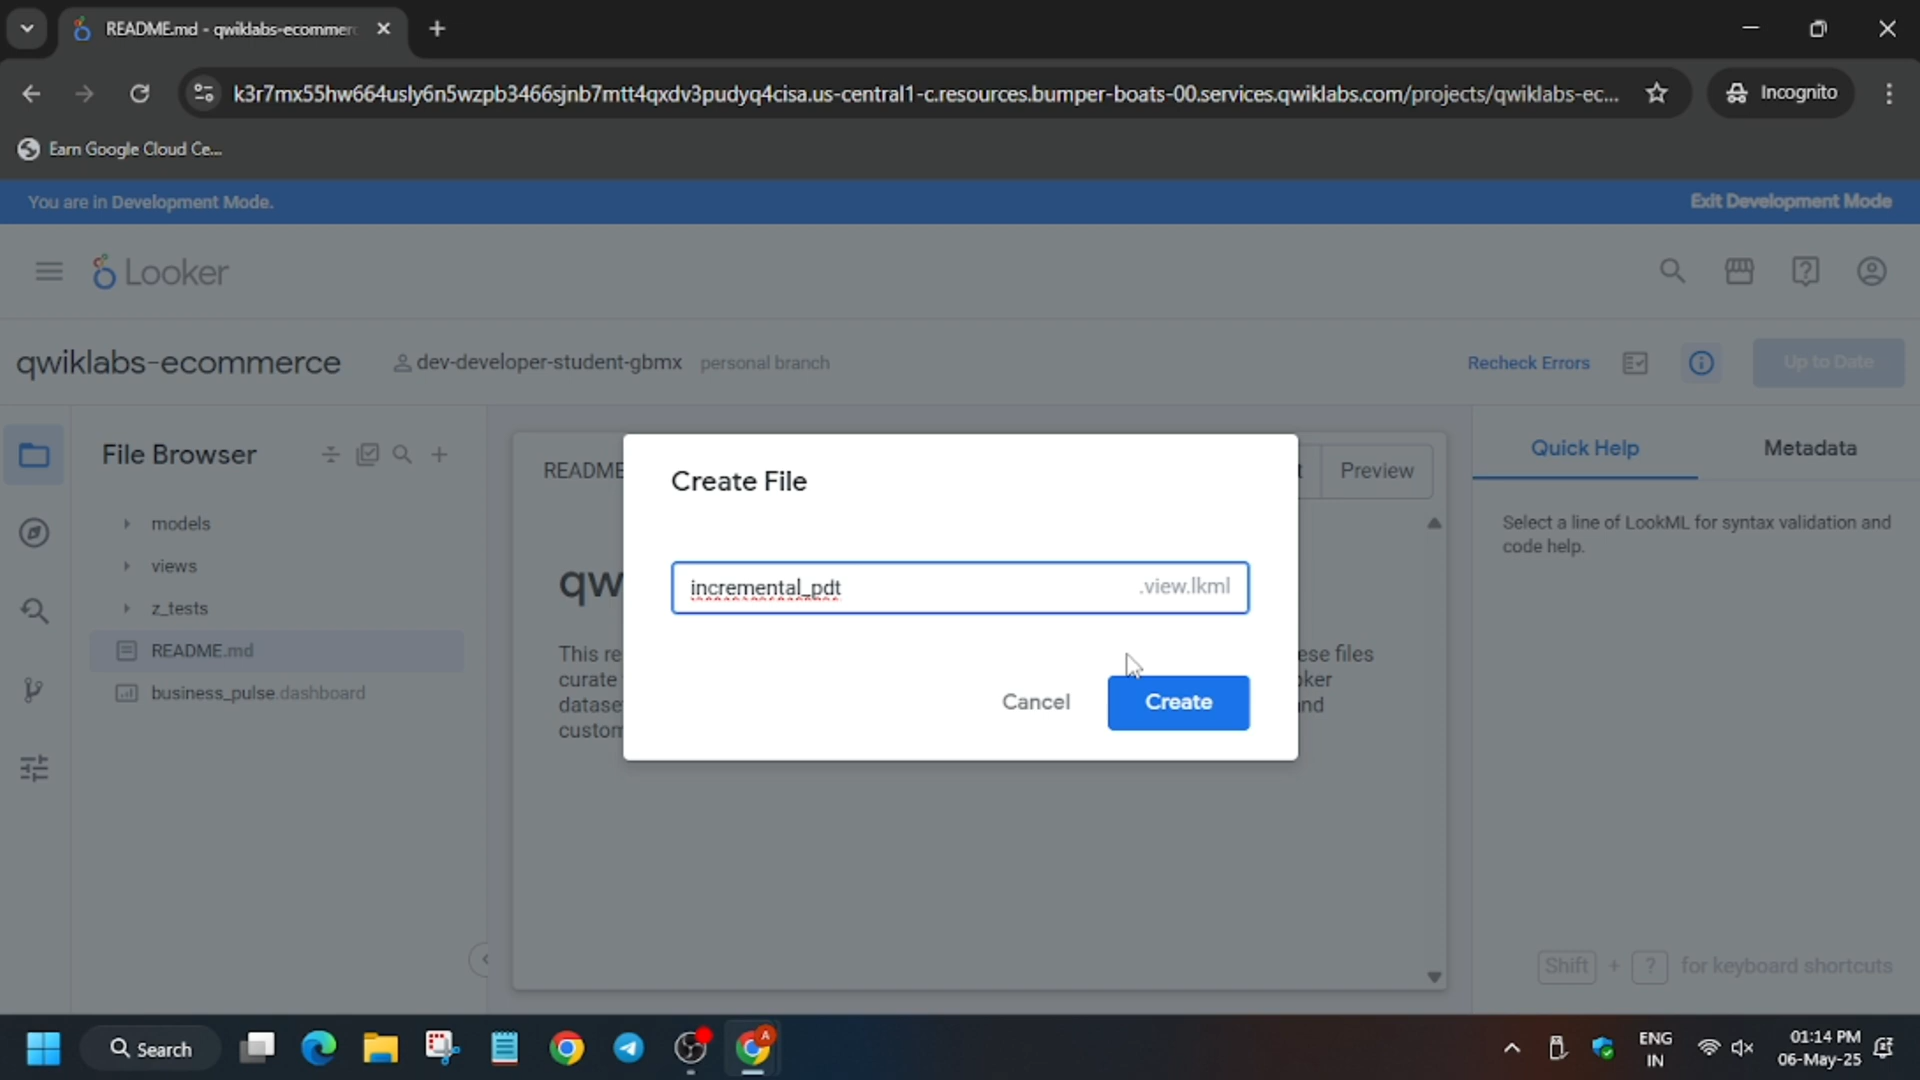 README.md - qwiklabs-ecommerc
k3r7mx55hw664usly6n5wzpb3466sjnb7mtt4qxdv3pudyq4cisa.us-central1-c.resources.bumper-boats-00.services.qwiklabs.com/projects/qwiklabs-ec...
Incognito
Earn Google Cloud Ce...
You are in Development Mode.
Exit Development Mode
Looker
qwiklabs-ecommerce
dev-developer-student-gbmx personal branch
Recheck Errors
Up to Date
File Browser
models
views
z_tests
README.md
business_pulse.dashboard
README
t
Preview
qw
This re
curate
datase
custom
ese files
oker
and
Create File
incremental_pdt
.view.lkml
Cancel
Create
Quick Help
Metadata
Select a line of LookML for syntax validation and
code help.
Shift + ? for keyboard shortcuts
Search
A
ENG
IN
01:14 PM
06-May-25